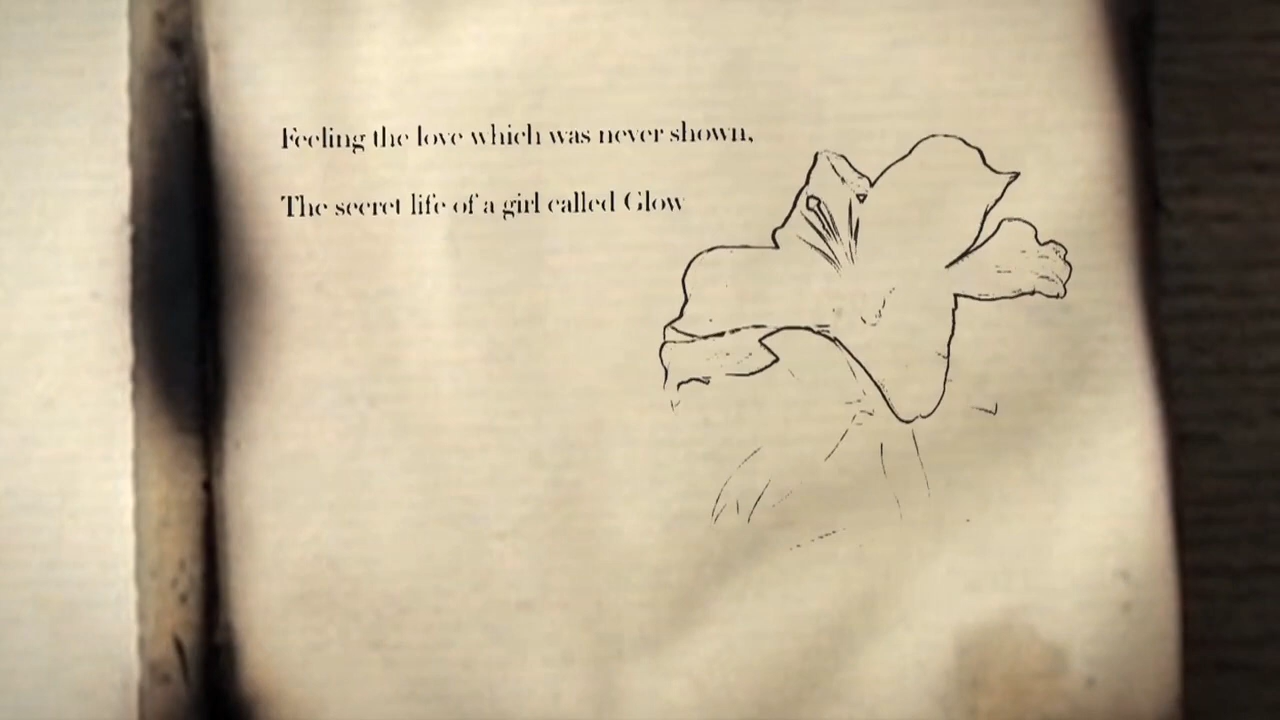 Feeling the love which was never shown,
The secret life of a girl called Glow